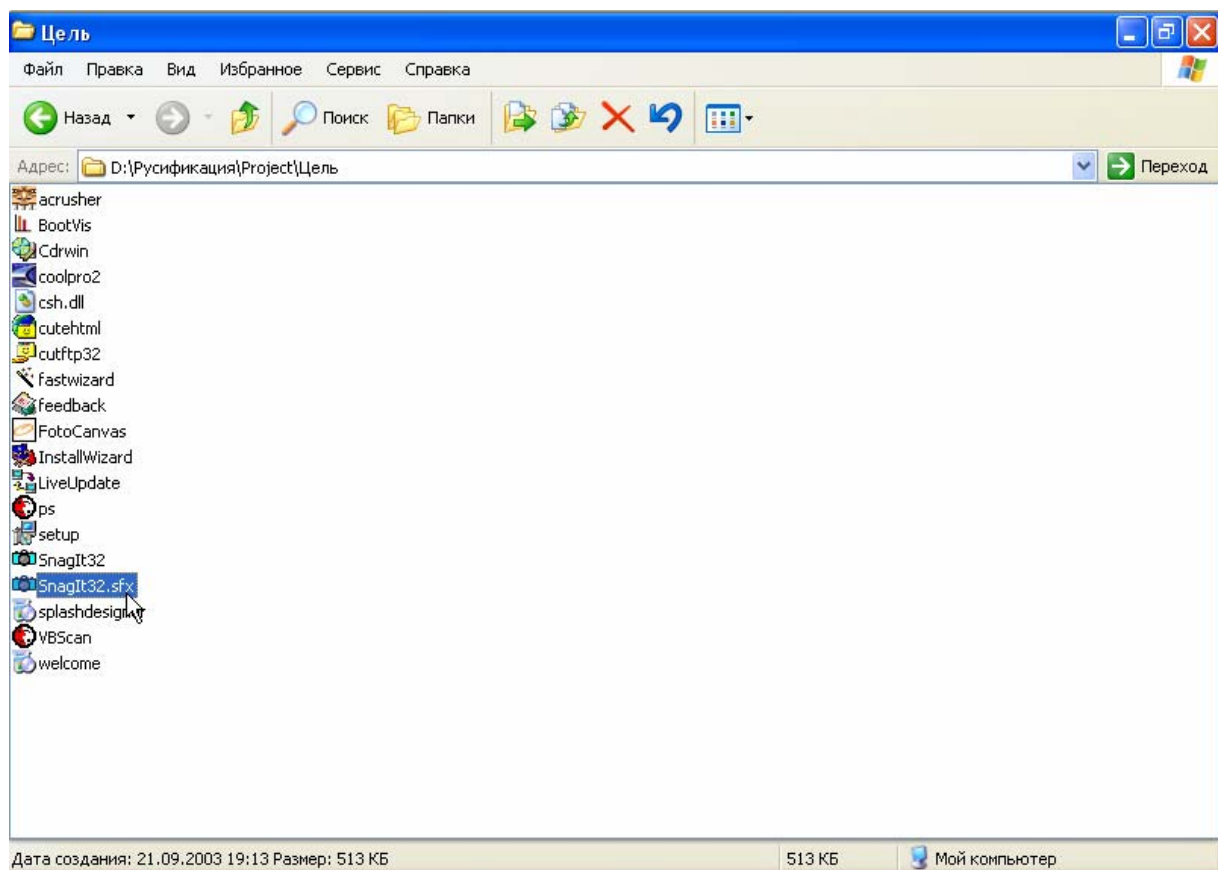 Цель
Файл Правка Вид Избранное Сервис Справка
Назад Поиск Папки
Адрес: D:\Русификация\Project\Цель Переход
acrusher
BootVis
Cdrwin
coolpro2
csh.dll
cutehtml
cutftp32
fastwizard
feedback
FotoCanvas
InstallWizard
LiveUpdate
ps
setup
SnagIt32
SnagIt32.sfx
splashdesigner
VBScan
welcome
Дата создания: 21.09.2003 19:13 Размер: 513 КБ 513 КБ Мой компьютер